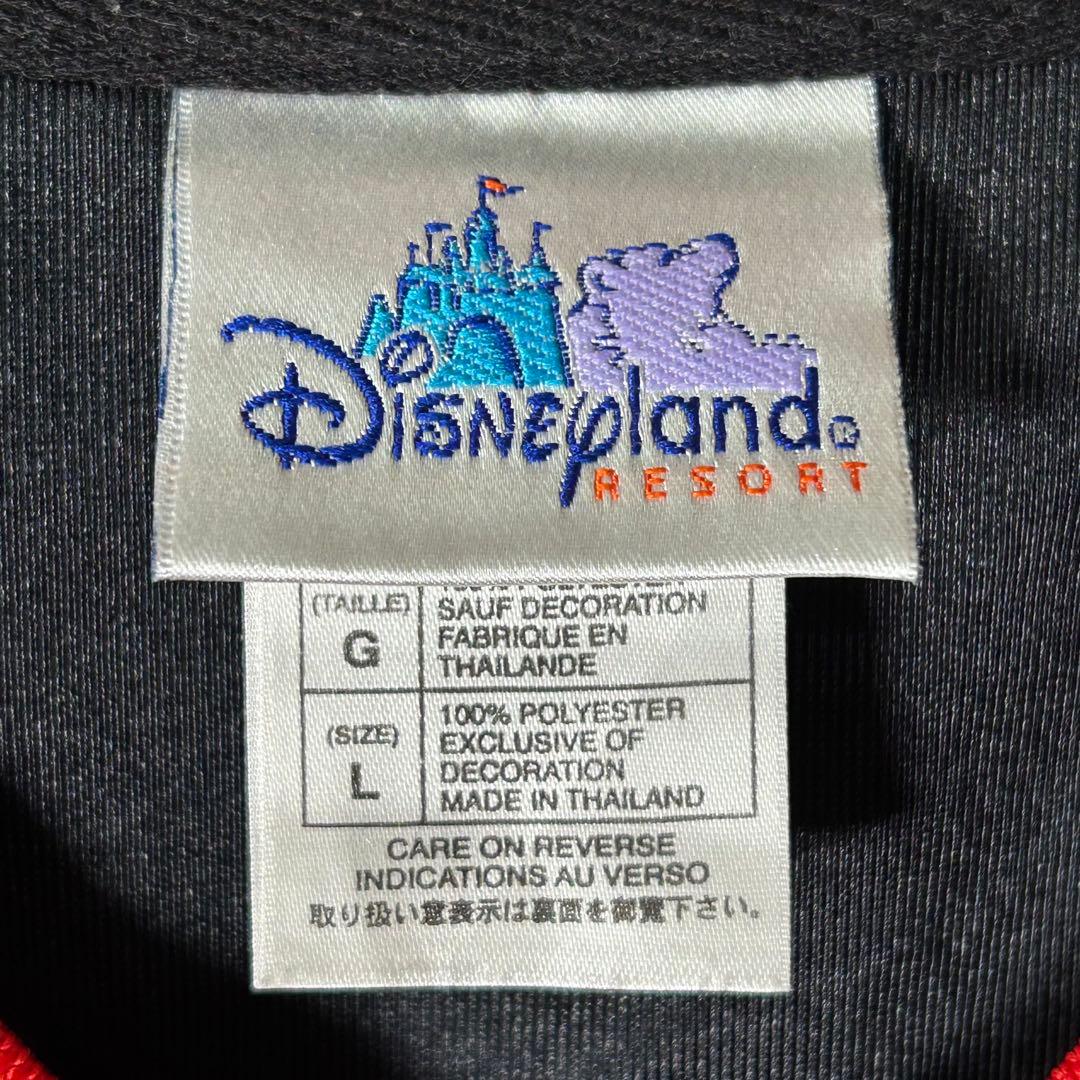 Disneyland®
RESORT
(TAILLE)
G
SAUF DECORATION
FABRIQUE EN
THAILANDE
(SIZE)
L
100% POLYESTER
EXCLUSIVE OF
DECORATION
MADE IN THAILAND
CARE ON REVERSE
INDICATIONS AU VERSO
取り扱い意表示は裏面を御覧下さい。